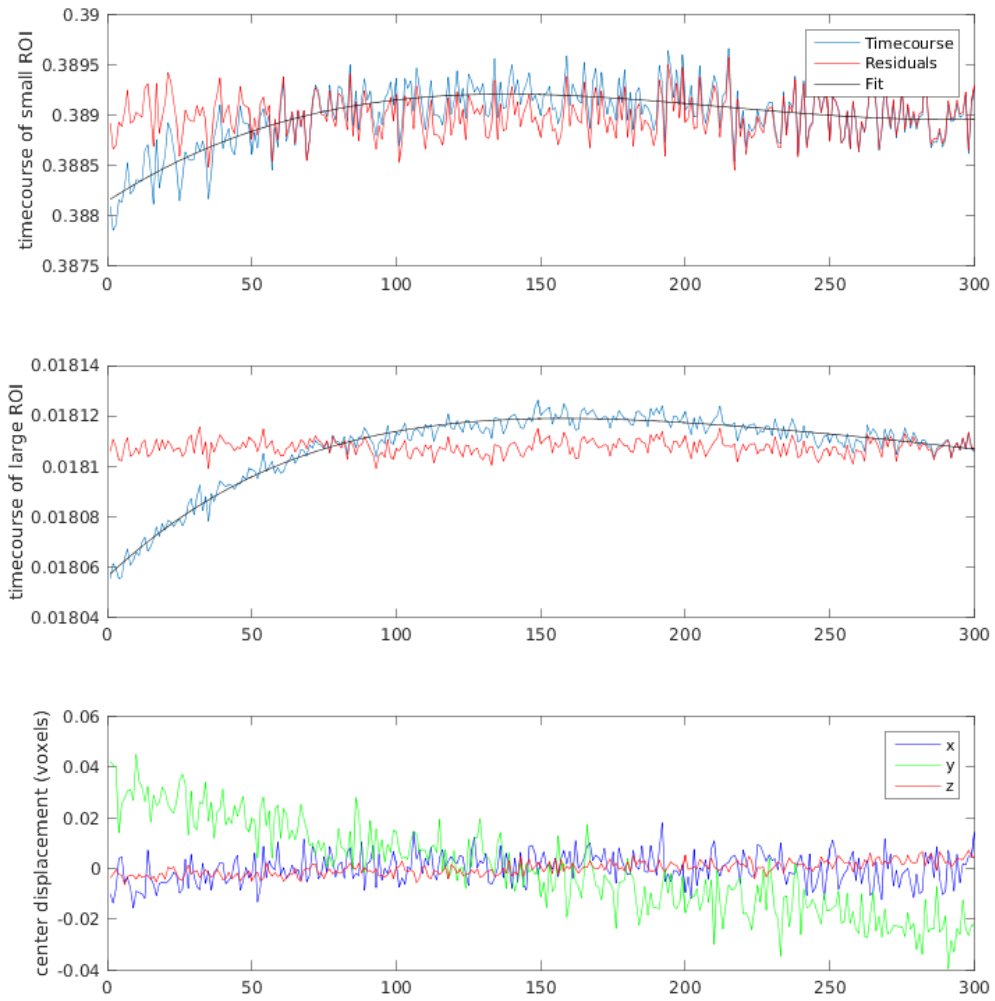 timecourse of small ROI
0.39
0.3895
0.389
0.3885
0.388
0.3875
Timecourse
Residuals
Fit
0 50 100 150 200 250 300
timecourse of large ROI
0.01814
0.01812
0.0181
0.01808
0.01806
0.01804
0 50 100 150 200 250 300
center displacement (voxels)
0.06
0.04
0.02
0
-0.02
-0.04
x
y
z
0 50 100 150 200 250 300